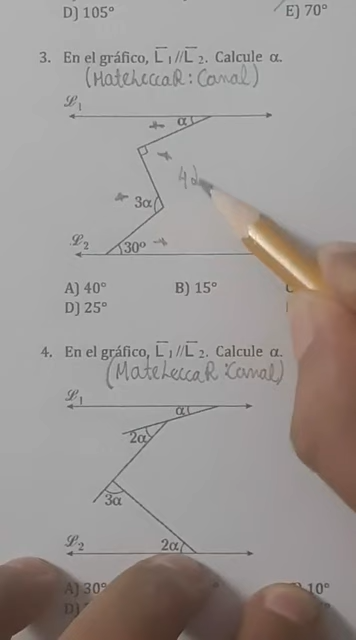 D) 105°
E) 70°
3. En el gráfico, L̅₁//L̅₂. Calcule α.
(MateLeccaR: Canal)
ℒ₁
α
3α
4α
ℒ₂
30°
A) 40°
B) 15°
D) 25°
4. En el gráfico, L̅₁//L̅₂. Calcule α.
(MateLeccaR: Canal)
ℒ₁
α
2α
3α
ℒ₂
2α
A) 30°
10°
D)